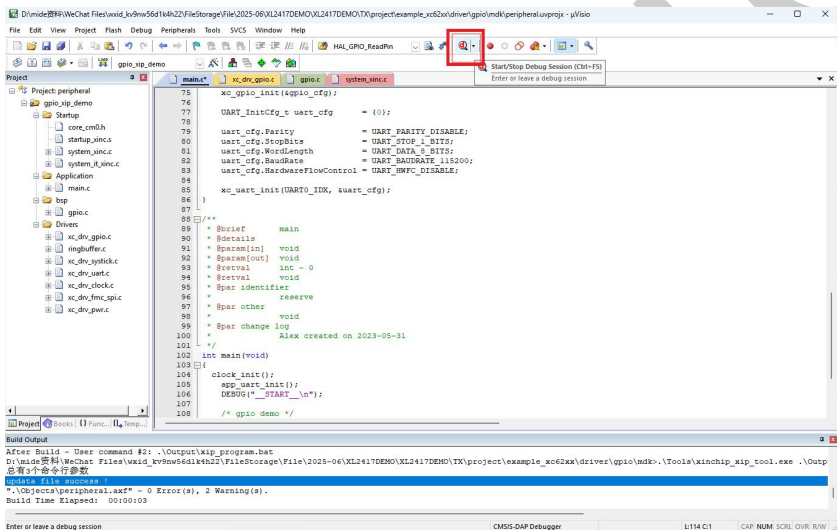 D:\mide资料\WeChat Files\wxid_kv9nw56d1k4h22\FileStorage\File\2025-06\XL2417DEMO\XL2417DEMO\TX\project\example_xc62xx\driver\gpio\mdk\peripheral.uvprojx - µVisio
File Edit View Project Flash Debug Peripherals Tools SVCS Window Help
HAL_GPIO_ReadPin
gpio_xip_demo
Start/Stop Debug Session (Ctrl+F5)
Enter or leave a debug session
Project
Project: peripheral
gpio_xip_demo
Startup
core_cm0.h
startup_xinc.s
system_xinc.c
system_it_xinc.c
Application
main.c
bsp
gpio.c
Drivers
xc_drv_gpio.c
ringbuffer.c
xc_drv_systick.c
xc_drv_uart.c
xc_drv_clock.c
xc_drv_fmc_spi.c
xc_drv_pwr.c
Project Books Func... Temp...
main.c* xc_drv_gpio.c gpio.c system_xinc.c
75 xc_gpio_init(&gpio_cfg);
76
77 UART_InitCfg_t uart_cfg = {0};
78
79 uart_cfg.Parity = UART_PARITY_DISABLE;
80 uart_cfg.StopBits = UART_STOP_1_BITS;
81 uart_cfg.WordLength = UART_DATA_8_BITS;
82 uart_cfg.BaudRate = UART_BAUDRATE_115200;
83 uart_cfg.HardwareFlowControl = UART_HWFC_DISABLE;
84
85 xc_uart_init(UART0_IDX, &uart_cfg);
86 }
87
88 /**
89 * @brief main
90 * @details
91 * @param[in] void
92 * @param[out] void
93 * @retval int - 0
94 * @retval void
95 * @par identifier
96 * reserve
97 * @par other
98 * void
99 * @par change log
100 * Alex created on 2023-05-31
101 */
102 int main(void)
103 {
104 clock_init();
105 app_uart_init();
106 DEBUG("__START__\n");
107
108 /* gpio demo */
Build Output
After Build - User command #2: .\Output\xip_program.bat
D:\mide资料\WeChat Files\wxid_kv9nw56d1k4h22\FileStorage\File\2025-06\XL2417DEMO\XL2417DEMO\TX\project\example_xc62xx\driver\gpio\mdk>.\Tools\xinchip_xip_tool.exe .\Outp
总有3个命令行参数
updata file success !
".\Objects\peripheral.axf" - 0 Error(s), 2 Warning(s).
Build Time Elapsed: 00:00:03
Enter or leave a debug session CMSIS-DAP Debugger L:114 C:1 CAP NUM SCRL OVR R/W